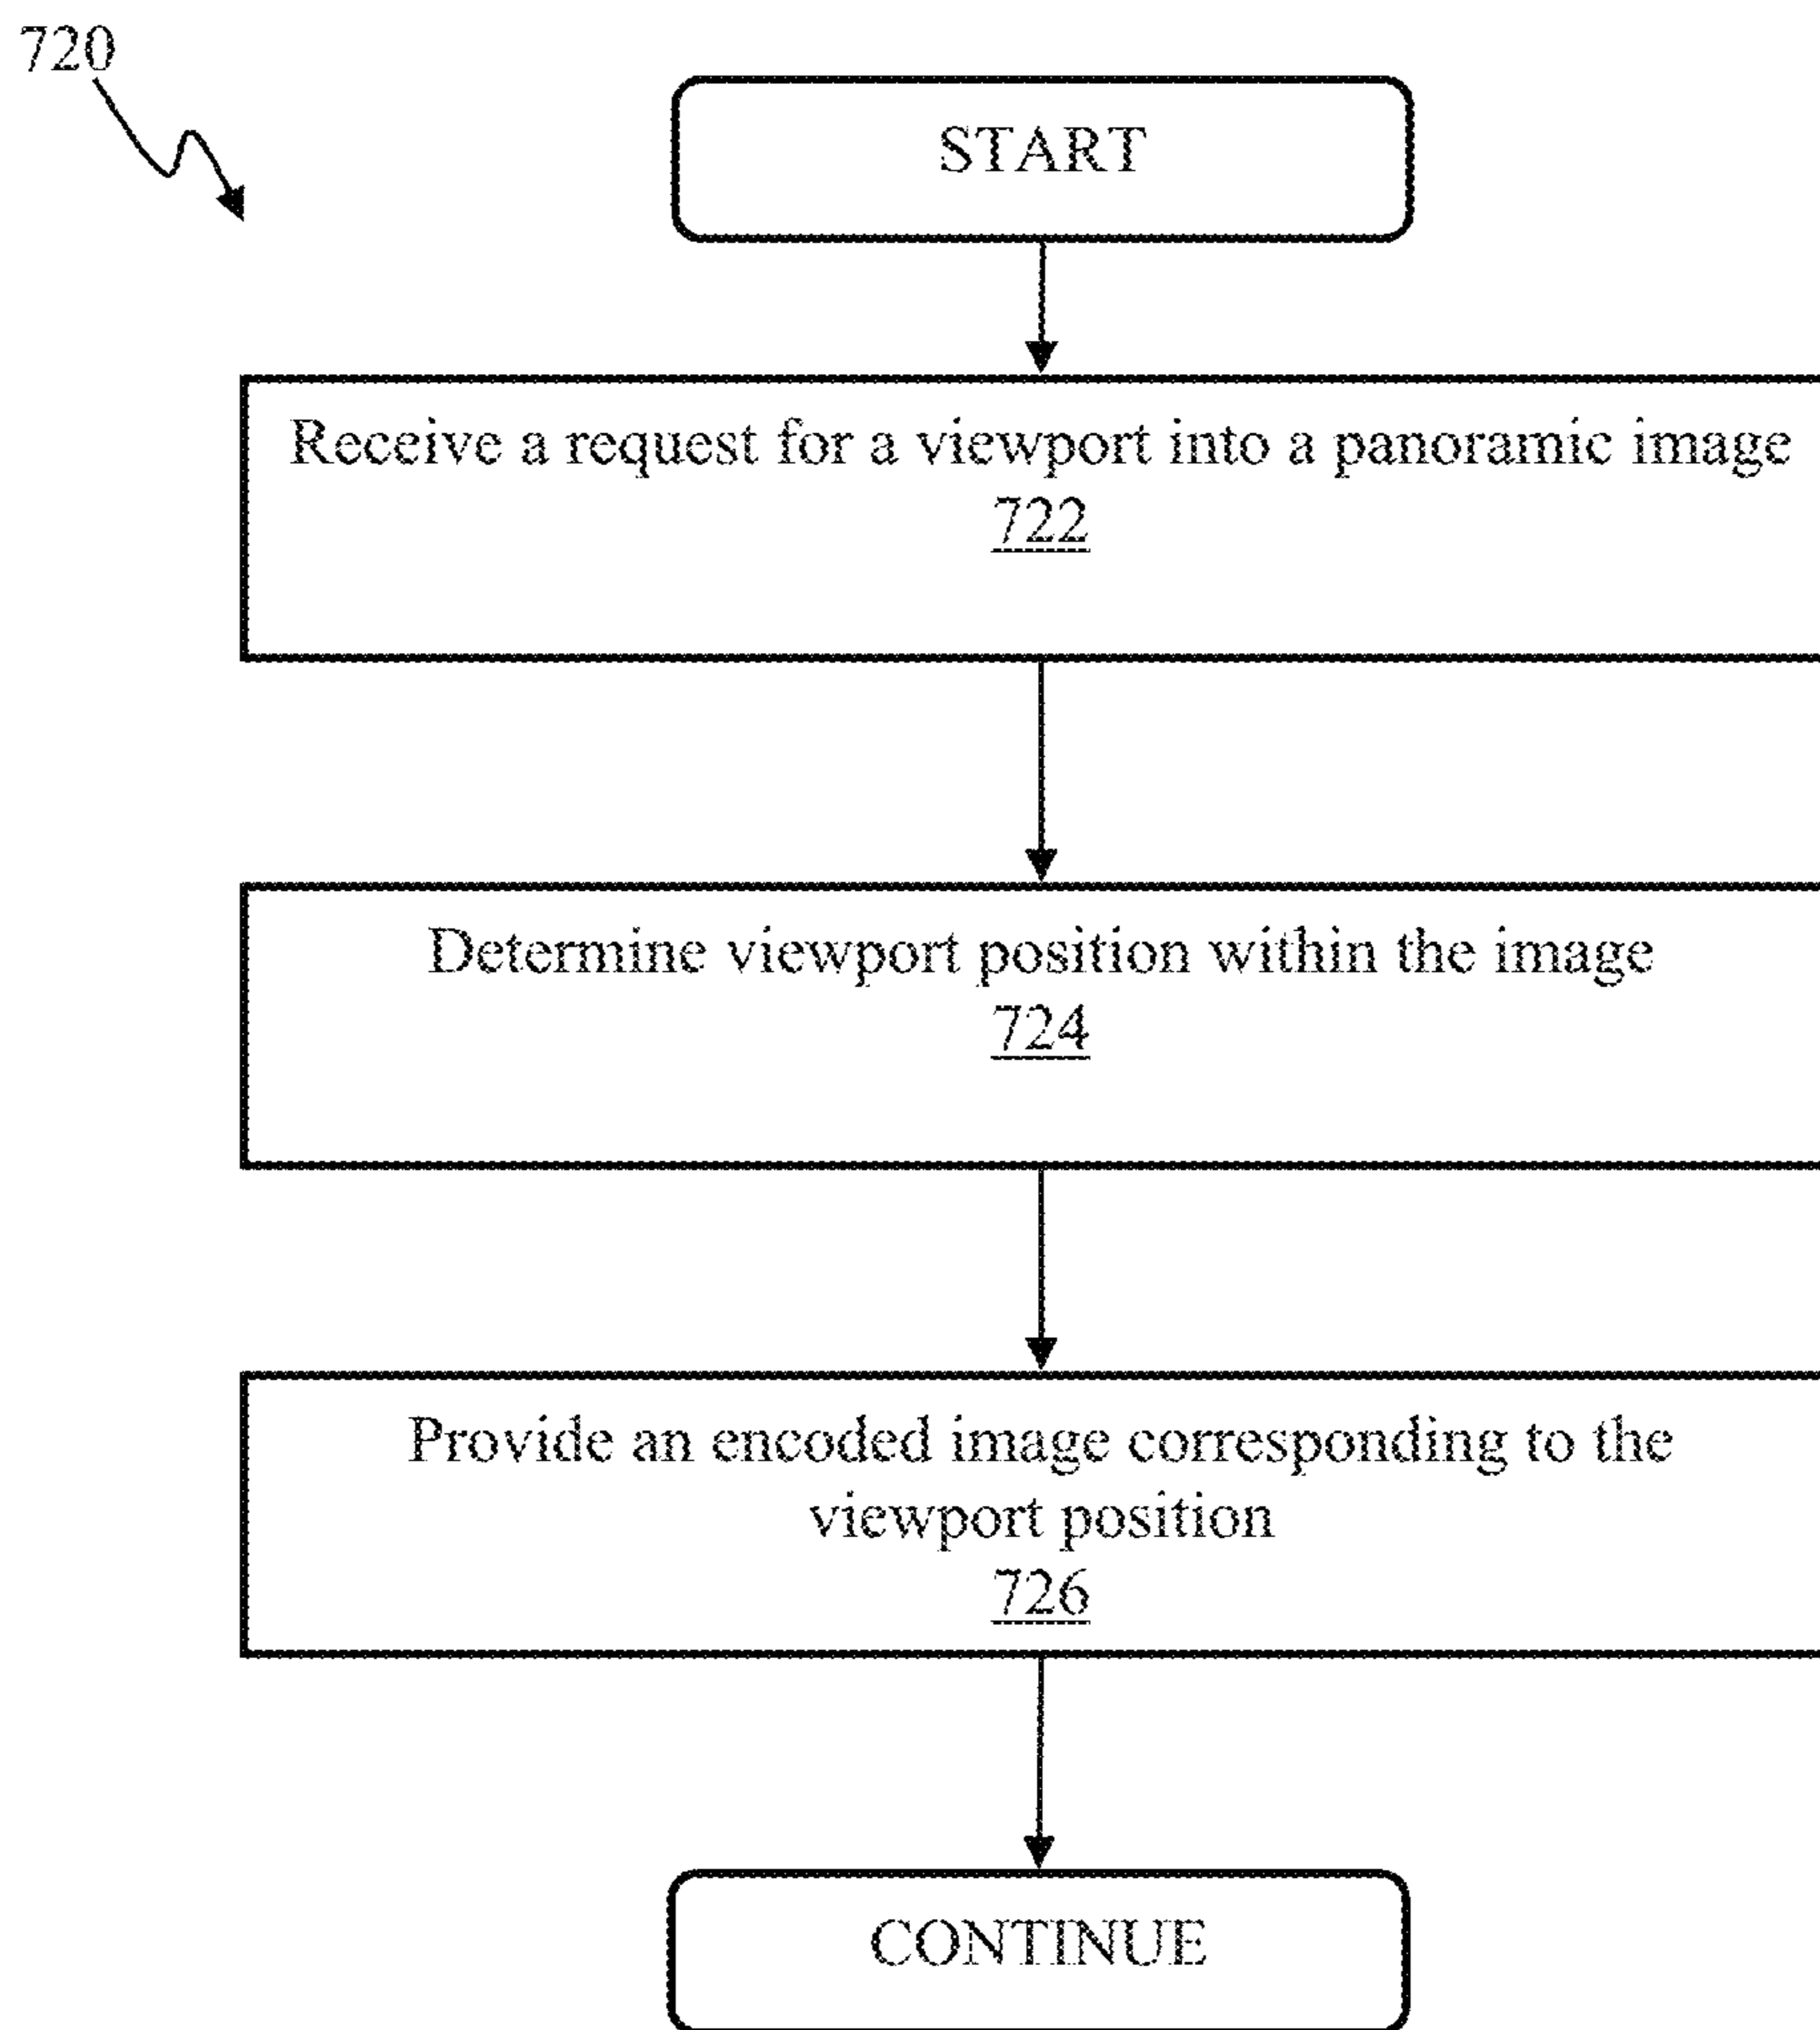 720
START
Receive a request for a viewport into a panoramic image
722
Determine viewport position within the image
724
Provide an encoded image corresponding to the
viewport position
726
CONTINUE